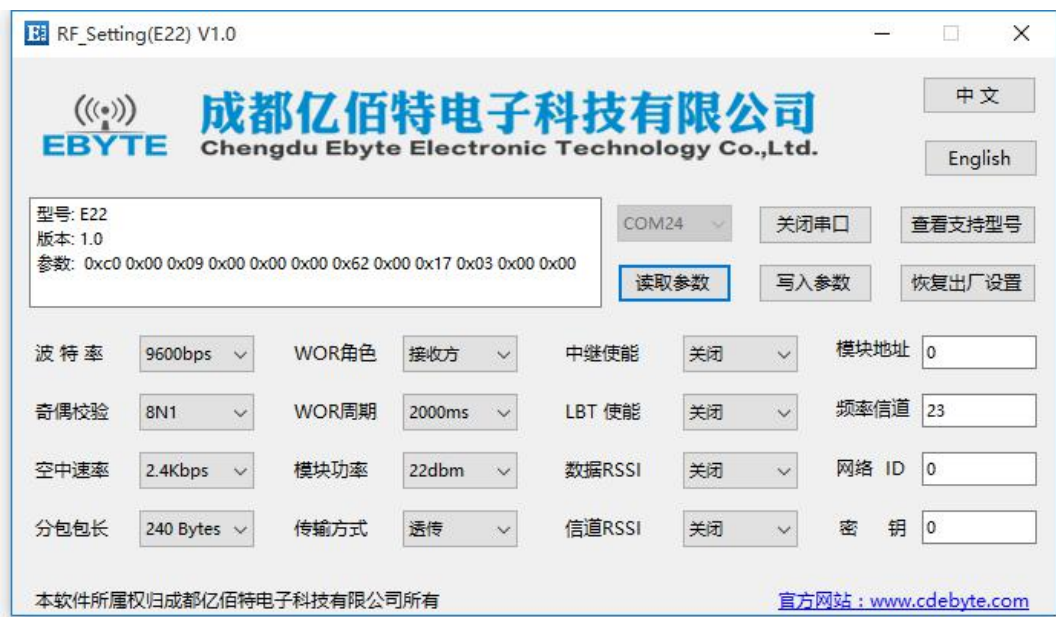 RF_Setting(E22) V1.0
成都亿佰特电子科技有限公司
EBYTE
Chengdu Ebyte Electronic Technology Co.,Ltd.
中 文
English
型号: E22
版本: 1.0
参数: 0xc0 0x00 0x09 0x00 0x00 0x00 0x62 0x00 0x17 0x03 0x00 0x00
COM24 关闭串口 查看支持型号
读取参数 写入参数 恢复出厂设置
波 特 率 9600bps WOR角色 接收方 中继使能 关闭 模块地址 0
奇偶校验 8N1 WOR周期 2000ms LBT 使能 关闭 频率信道 23
空中速率 2.4Kbps 模块功率 22dbm 数据RSSI 关闭 网络 ID 0
分包包长 240 Bytes 传输方式 透传 信道RSSI 关闭 密 钥 0
本软件所属权归成都亿佰特电子科技有限公司所有 官方网站：www.cdebyte.com